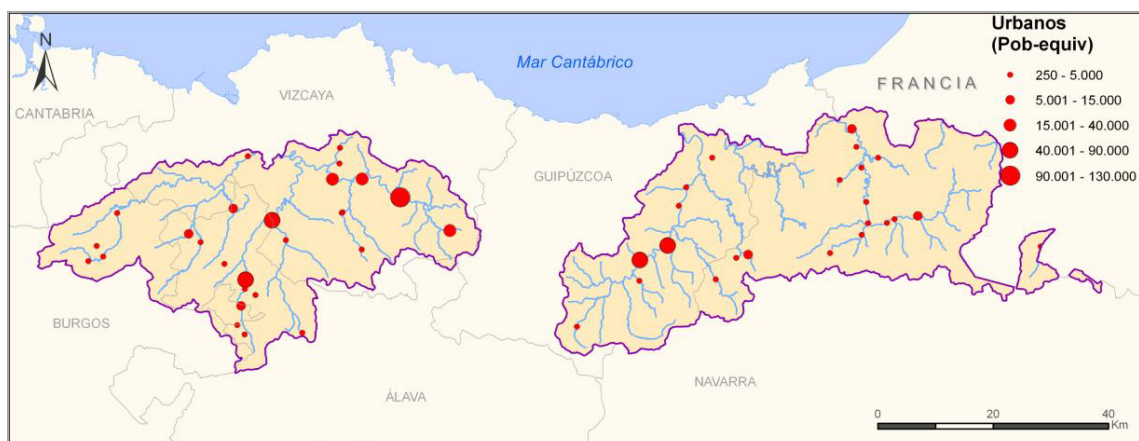 N
Mar Cantábrico
VIZCAYA
CANTABRIA
GUIPÚZCOA
BURGOS
ÁLAVA
NAVARRA
FRANCIA
Urbanos
(Pob-equiv)
250 - 5.000
5.001 - 15.000
15.001 - 40.000
40.001 - 90.000
90.001 - 130.000
0 20 40
Km